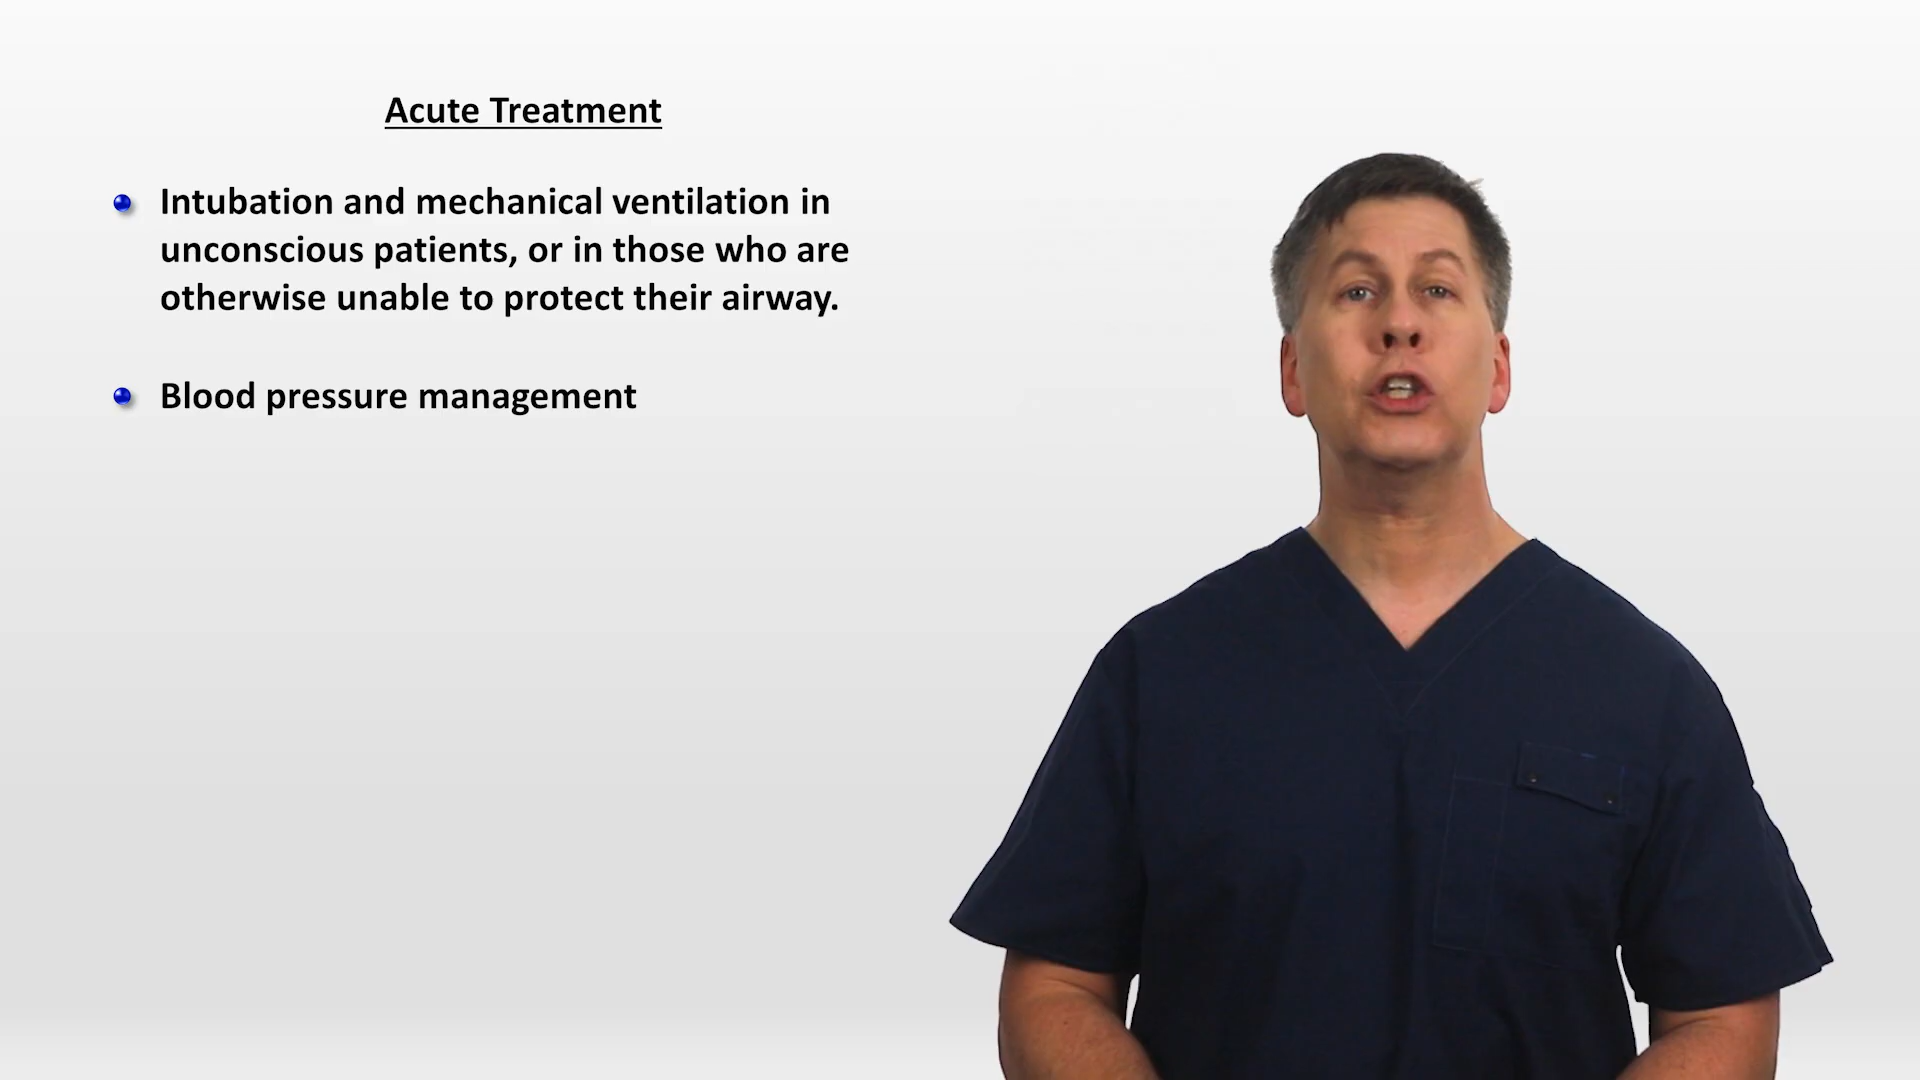 Acute Treatment
Intubation and mechanical ventilation in
unconscious patients, or in those who are
otherwise unable to protect their airway.
Blood pressure management